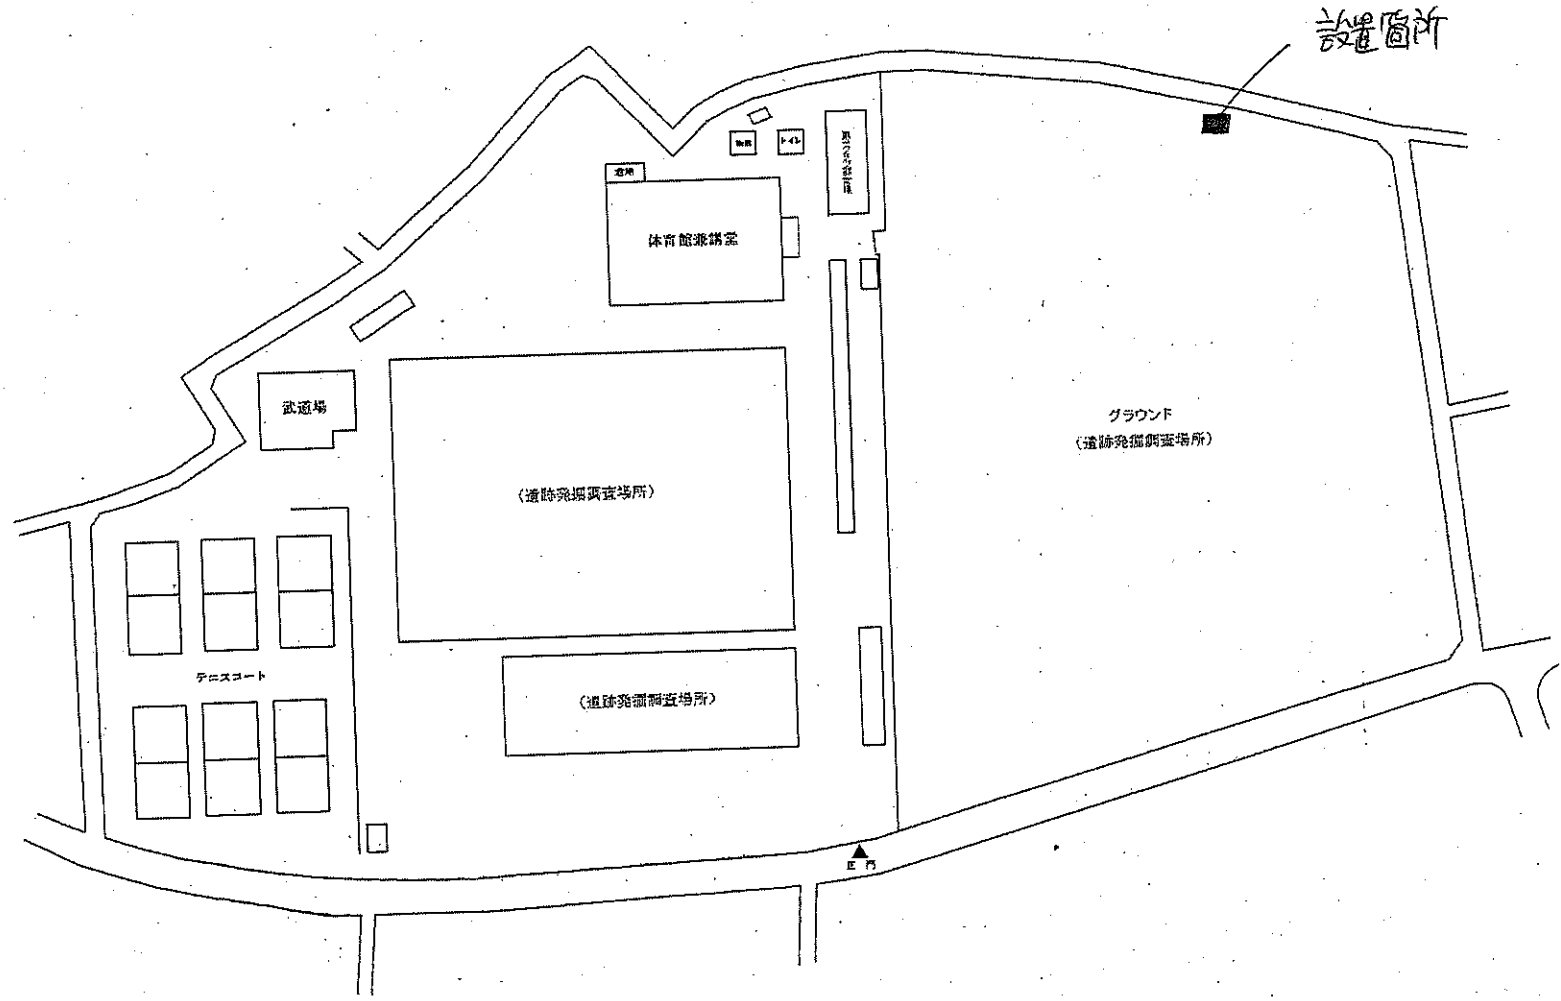 設置箇所
トイレ
体育館兼講堂
武道場
グラウンド
(遺跡発掘調査場所)
(遺跡発掘調査場所)
テニスコート
(遺跡発掘調査場所)
正門